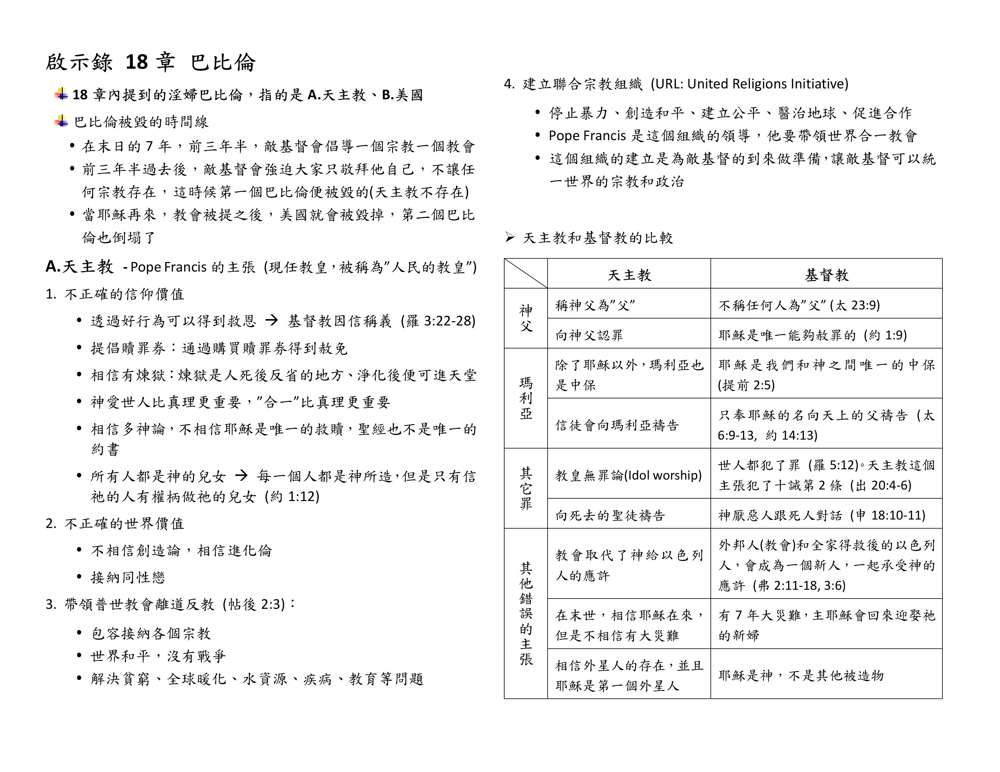 啟示錄 18 章 巴比倫
18 章內提到的淫婦巴比倫，指的是 A.天主教、B.美國
巴比倫被毀的時間線
• 在末日的 7 年，前三年半，敵基督會倡導一個宗教一個教會
• 前三年半過去後，敵基督會強迫大家只敬拜他自己，不讓任
何宗教存在，這時候第一個巴比倫便被毀的(天主教不存在)
• 當耶穌再來，教會被提之後，美國就會被毀掉，第二個巴比
倫也倒塌了
A.天主教 - Pope Francis 的主張 (現任教皇，被稱為”人民的教皇”)
1. 不正確的信仰價值
• 透過好行為可以得到救恩 → 基督教因信稱義 (羅 3:22-28)
• 提倡贖罪券：通過購買贖罪券得到赦免
• 相信有煉獄：煉獄是人死後反省的地方、淨化後便可進天堂
• 神愛世人比真理更重要，”合一”比真理更重要
• 相信多神論，不相信耶穌是唯一的救贖，聖經也不是唯一的
約書
• 所有人都是神的兒女 → 每一個人都是神所造，但是只有信
祂的人有權柄做祂的兒女 (約 1:12)
2. 不正確的世界價值
• 不相信創造論，相信進化倫
• 接納同性戀
3. 帶領普世教會離道反教 (帖後 2:3)：
• 包容接納各個宗教
• 世界和平，沒有戰爭
• 解決貧窮、全球暖化、水資源、疾病、教育等問題
4. 建立聯合宗教組織 (URL: United Religions Initiative)
• 停止暴力、創造和平、建立公平、醫治地球、促進合作
• Pope Francis 是這個組織的領導，他要帶領世界合一教會
• 這個組織的建立是為敵基督的到來做準備，讓敵基督可以統
一世界的宗教和政治
➢ 天主教和基督教的比較
天主教 基督教
神父
稱神父為”父” 不稱任何人為”父” (太 23:9)
向神父認罪 耶穌是唯一能夠赦罪的 (約 1:9)
瑪利亞
除了耶穌以外，瑪利亞也
是中保
耶穌是我們和神之間唯一的中保
(提前 2:5)
信徒會向瑪利亞禱告
只奉耶穌的名向天上的父禱告 (太
6:9-13, 約 14:13)
其它罪
教皇無罪論(Idol worship)
世人都犯了罪 (羅 5:12)。天主教這個
主張犯了十誡第 2 條 (出 20:4-6)
向死去的聖徒禱告 神厭惡人跟死人對話 (申 18:10-11)
其他錯誤的主張
教會取代了神給以色列
人的應許
外邦人(教會)和全家得救後的以色列
人，會成為一個新人，一起承受神的
應許 (弗 2:11-18, 3:6)
在末世，相信耶穌在來，
但是不相信有大災難
有 7 年大災難，主耶穌會回來迎娶祂
的新婦
相信外星人的存在，並且
耶穌是第一個外星人
耶穌是神，不是其他被造物